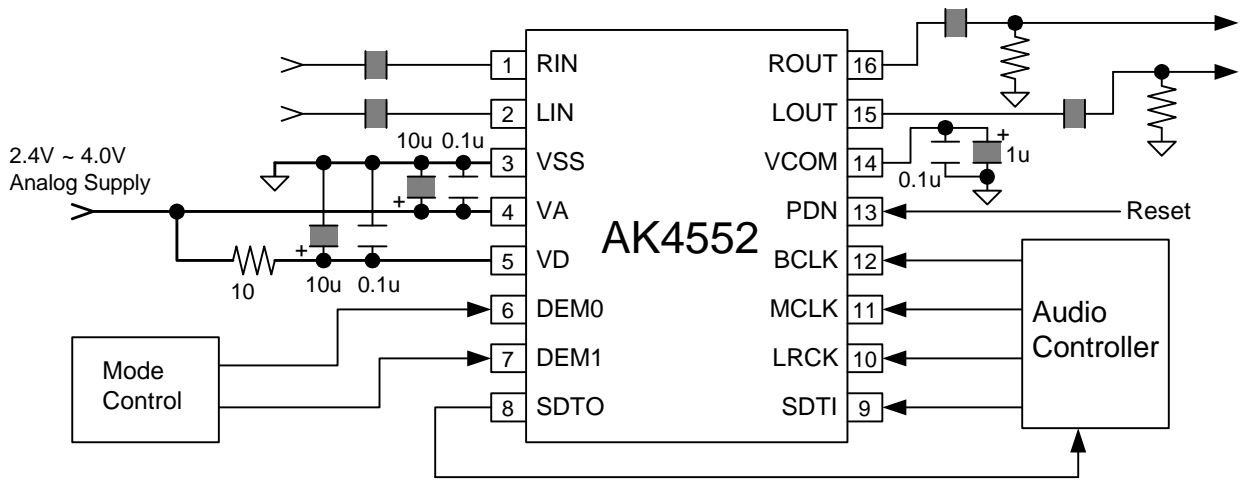 1 RIN
ROUT 16
2 LIN
LOUT 15
2.4V ~ 4.0V
Analog Supply
10u 0.1u
+
3 VSS
VCOM 14
0.1u
+
1u
4 VA
PDN 13
Reset
AK4552
10
+
10u
0.1u
5 VD
BCLK 12
6 DEM0
MCLK 11
Audio
Controller
Mode
Control
7 DEM1
LRCK 10
8 SDTO
SDTI 9